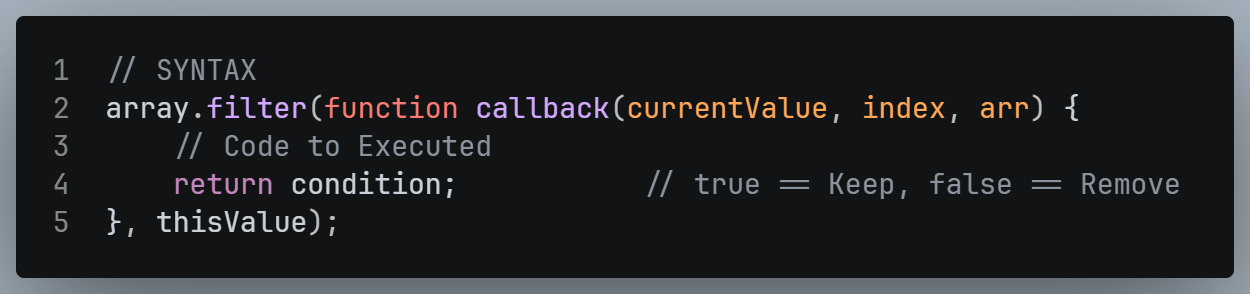 1 // SYNTAX
2 array.filter(function callback(currentValue, index, arr) {
3     // Code to Executed
4     return condition;           // true == Keep, false == Remove
5 }, thisValue);